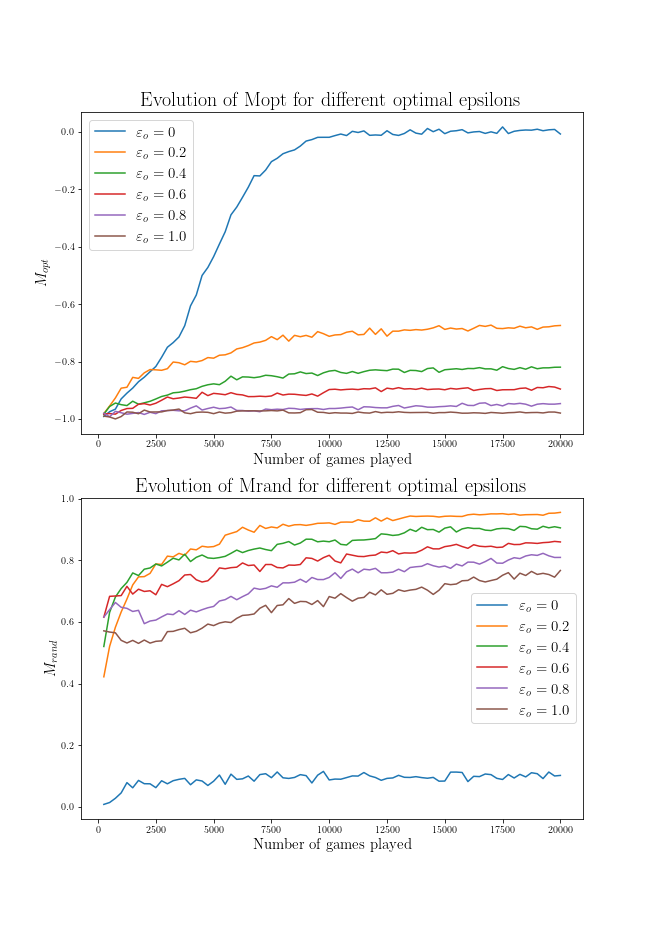 Evolution of Mopt for different optimal epsilons
0.0
−0.2
−0.4
−0.6
−0.8
−1.0
M_opt
ε_o = 0
ε_o = 0.2
ε_o = 0.4
ε_o = 0.6
ε_o = 0.8
ε_o = 1.0
0 2500 5000 7500 10000 12500 15000 17500 20000
Number of games played
Evolution of Mrand for different optimal epsilons
1.0
0.8
0.6
0.4
0.2
0.0
M_rand
ε_o = 0
ε_o = 0.2
ε_o = 0.4
ε_o = 0.6
ε_o = 0.8
ε_o = 1.0
0 2500 5000 7500 10000 12500 15000 17500 20000
Number of games played